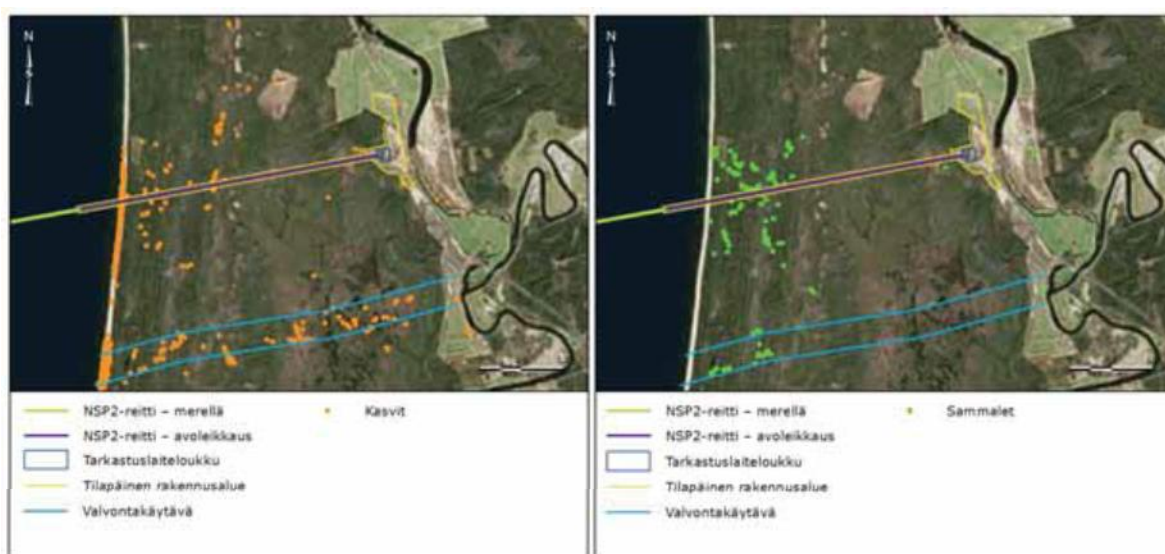 N
S
N
S
NSP2-reitti – merellä
Kasvit
NSP2-reitti – avoleikkaus
Tarkastuslaiteloukku
Tilapäinen rakennusalue
Valvontakäytävä
NSP2-reitti – merellä
Sammalet
NSP2-reitti – avoleikkaus
Tarkastuslaiteloukku
Tilapäinen rakennusalue
Valvontakäytävä